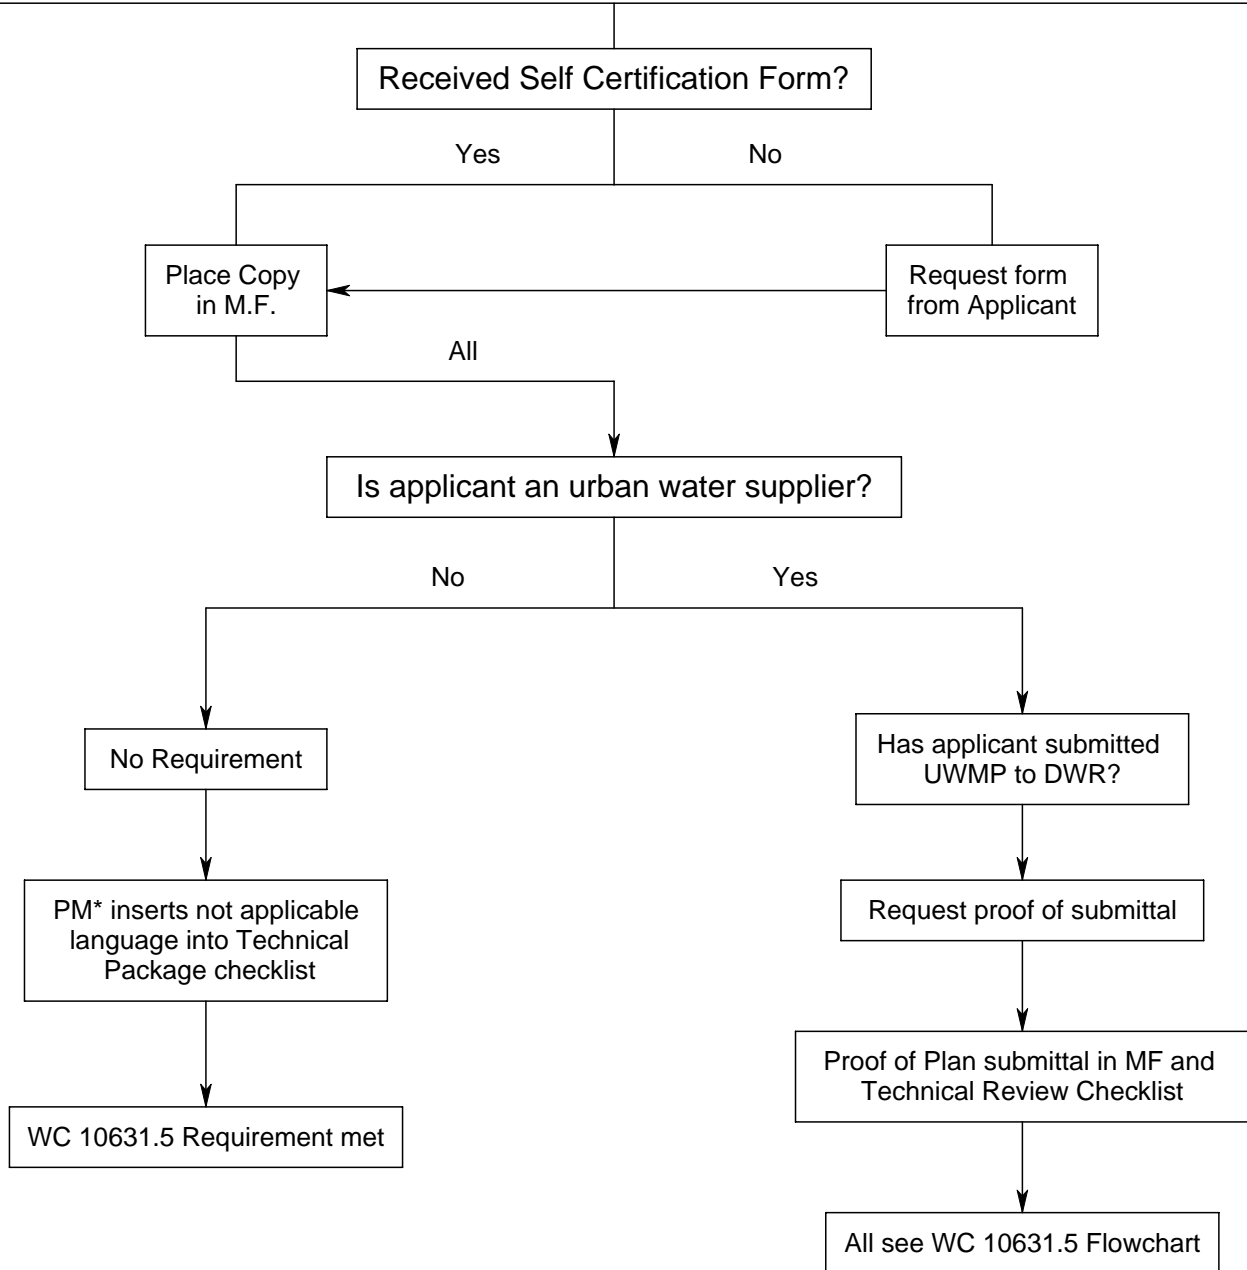 Received Self Certification Form?
Yes
No
Place Copy
in M.F.
Request form
from Applicant
All
Is applicant an urban water supplier?
No
Yes
No Requirement
Has applicant submitted
UWMP to DWR?
PM* inserts not applicable
language into Technical
Package checklist
Request proof of submittal
Proof of Plan submittal in MF and
Technical Review Checklist
WC 10631.5 Requirement met
All see WC 10631.5 Flowchart